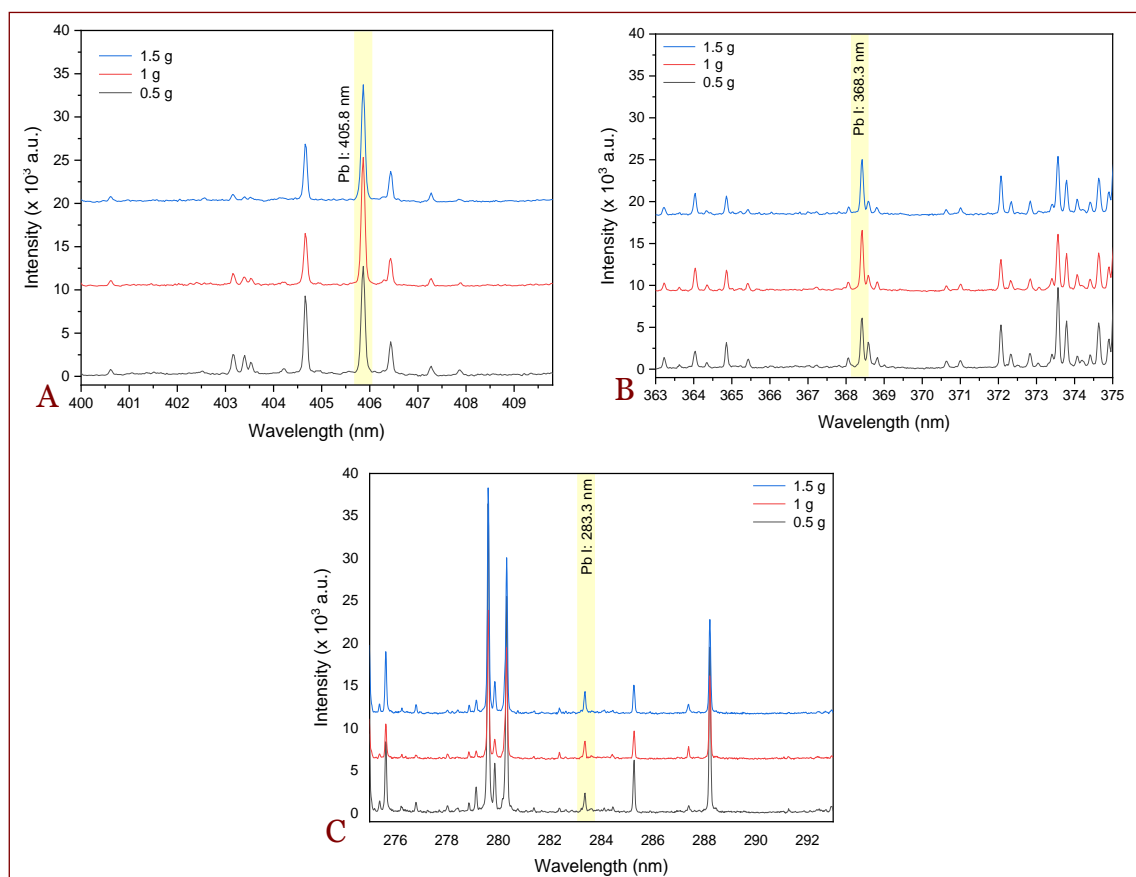 40
35
30
25
20
15
10
5
0
Intensity (x 10³ a.u.)
1.5 g
1 g
0.5 g
Pb I: 405.8 nm
400 401 402 403 404 405 406 407 408 409
Wavelength (nm)
A
40
35
30
25
20
15
10
5
0
Intensity (x 10³ a.u.)
1.5 g
1 g
0.5 g
Pb I: 368.3 nm
363 364 365 366 367 368 369 370 371 372 373 374 375
Wavelength (nm)
B
40
35
30
25
20
15
10
5
0
Intensity (x 10³ a.u.)
1.5 g
1 g
0.5 g
Pb I: 283.3 nm
276 278 280 282 284 286 288 290 292
Wavelength (nm)
C